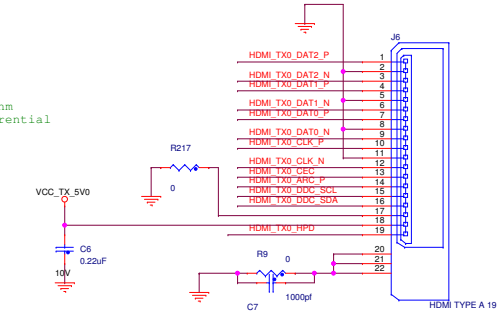 J6
HDMI_TX0_DAT2_P 1
2
HDMI_TX0_DAT2_N 3
HDMI_TX0_DAT1_P 4
5
HDMI_TX0_DAT1_N 6
HDMI_TX0_DAT0_P 7
8
HDMI_TX0_DAT0_N 9
HDMI_TX0_CLK_P 10
11
HDMI_TX0_CLK_N 12
HDMI_TX0_CEC 13
HDMI_TX0_ARC_P 14
HDMI_TX0_DDC_SCL 15
HDMI_TX0_DDC_SDA 16
17
18
HDMI_TX0_HPD 19
20
21
22
R217
0
VCC_TX_5V0
C6
0.22uF
10V
R9 0
1000pf
C7
HDMI TYPE A 19